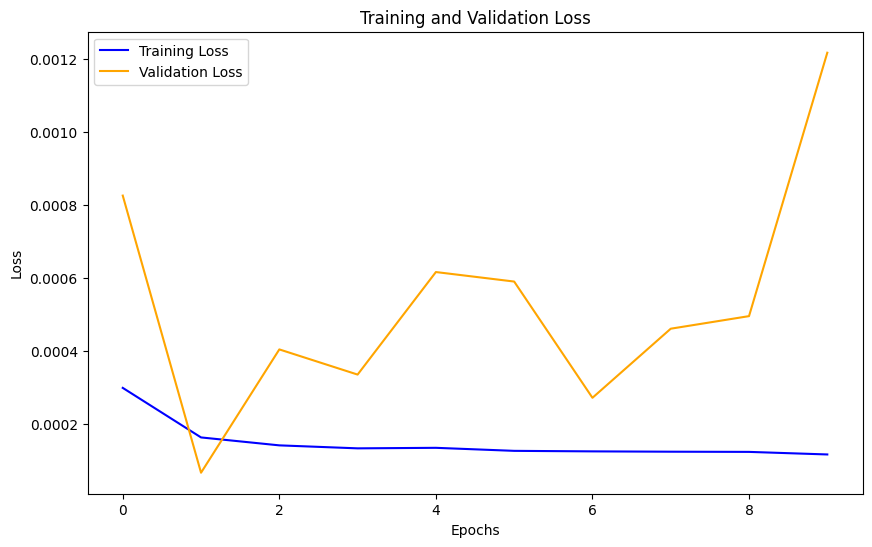 Training and Validation Loss
Training Loss
Validation Loss
0.0012
0.0010
0.0008
0.0006
0.0004
0.0002
Loss
0 2 4 6 8
Epochs